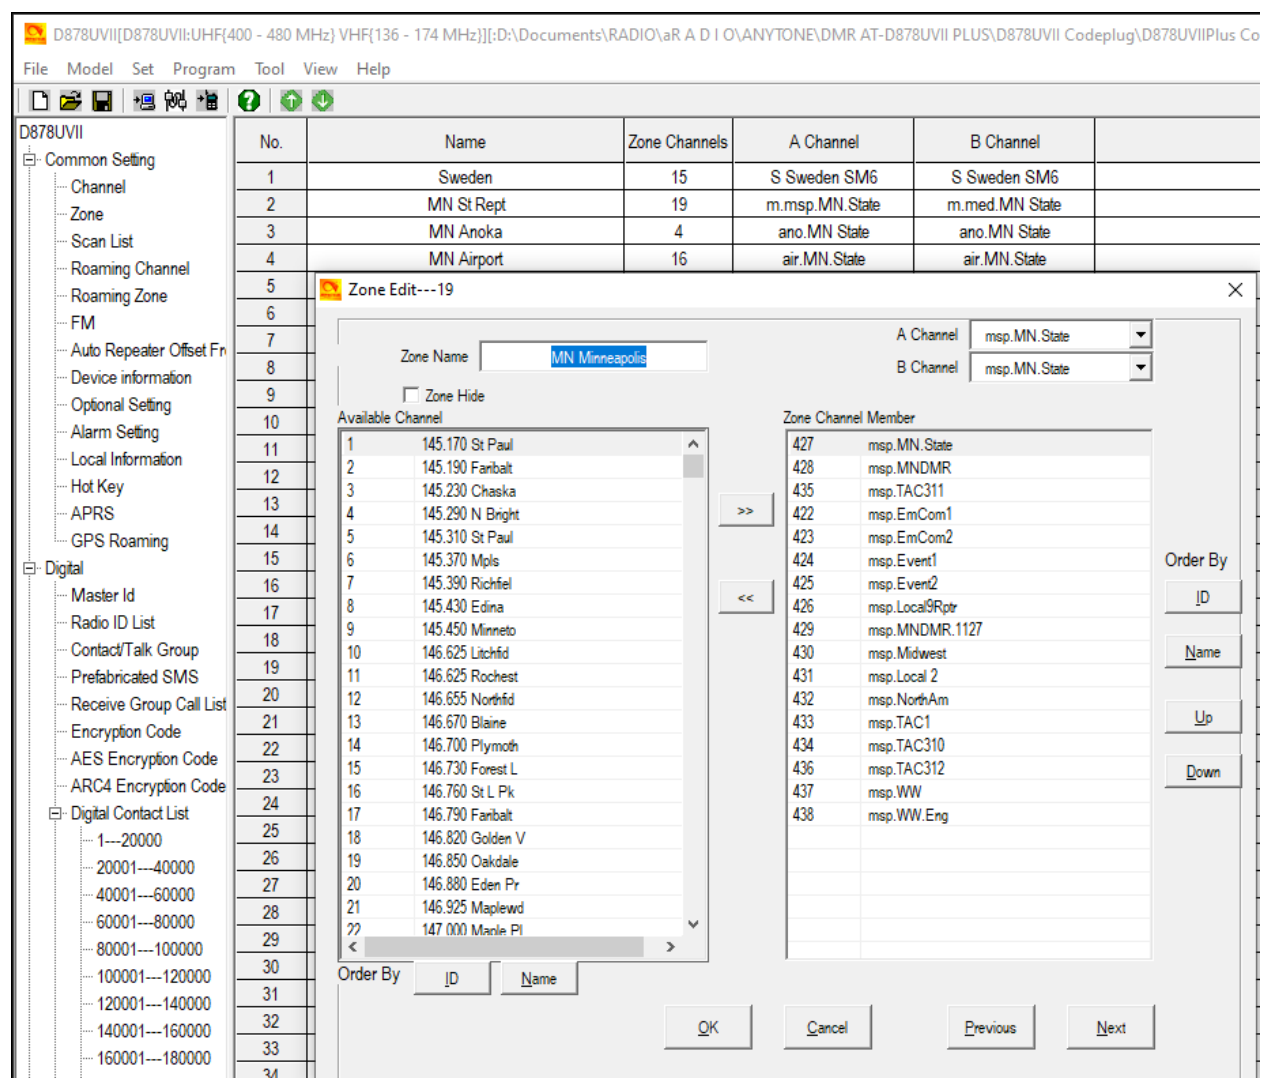 D878UVII[D878UVII:UHF{400 - 480 MHz} VHF{136 - 174 MHz}][:D:\Documents\RADIO\aR A D I O\ANYTONE\DMR AT-D878UVII PLUS\D878UVII Codeplug\D878UVIIPlus Co
File Model Set Program Tool View Help
D878UVII
Common Setting
Channel
Zone
Scan List
Roaming Channel
Roaming Zone
FM
Auto Repeater Offset Fr
Device information
Optional Setting
Alarm Setting
Local Information
Hot Key
APRS
GPS Roaming
Digital
Master Id
Radio ID List
Contact/Talk Group
Prefabricated SMS
Receive Group Call List
Encryption Code
AES Encryption Code
ARC4 Encryption Code
Digital Contact List
1---20000
20001---40000
40001---60000
60001---80000
80001---100000
100001---120000
120001---140000
140001---160000
160001---180000
No. Name Zone Channels A Channel B Channel
1 Sweden 15 S Sweden SM6 S Sweden SM6
2 MN St Rept 19 m.msp.MN.State m.med.MN State
3 MN Anoka 4 ano.MN State ano.MN State
4 MN Airport 16 air.MN.State air.MN.State
5
6
7
8
9
10
11
12
13
14
15
16
17
18
19
20
21
22
23
24
25
26
27
28
29
30
31
32
33
34
Zone Edit---19
Zone Name MN Minneapolis
Zone Hide
A Channel msp.MN.State
B Channel msp.MN.State
Available Channel
1 145.170 St Paul
2 145.190 Faribalt
3 145.230 Chaska
4 145.290 N Bright
5 145.310 St Paul
6 145.370 Mpls
7 145.390 Richfiel
8 145.430 Edina
9 145.450 Minneto
10 146.625 Litchfid
11 146.625 Rochest
12 146.655 Northfid
13 146.670 Blaine
14 146.700 Plymoth
15 146.730 Forest L
16 146.760 St L Pk
17 146.790 Faribalt
18 146.820 Golden V
19 146.850 Oakdale
20 146.880 Eden Pr
21 146.925 Maplewd
22 147.000 Maple Pl
Order By ID Name
>>
<<
Zone Channel Member
427 msp.MN.State
428 msp.MNDMR
435 msp.TAC311
422 msp.EmCom1
423 msp.EmCom2
424 msp.Event1
425 msp.Event2
426 msp.Local9Rptr
429 msp.MNDMR.1127
430 msp.Midwest
431 msp.Local 2
432 msp.NorthAm
433 msp.TAC1
434 msp.TAC310
436 msp.TAC312
437 msp.WW
438 msp.WW.Eng
Order By
ID
Name
Up
Down
OK Cancel Previous Next